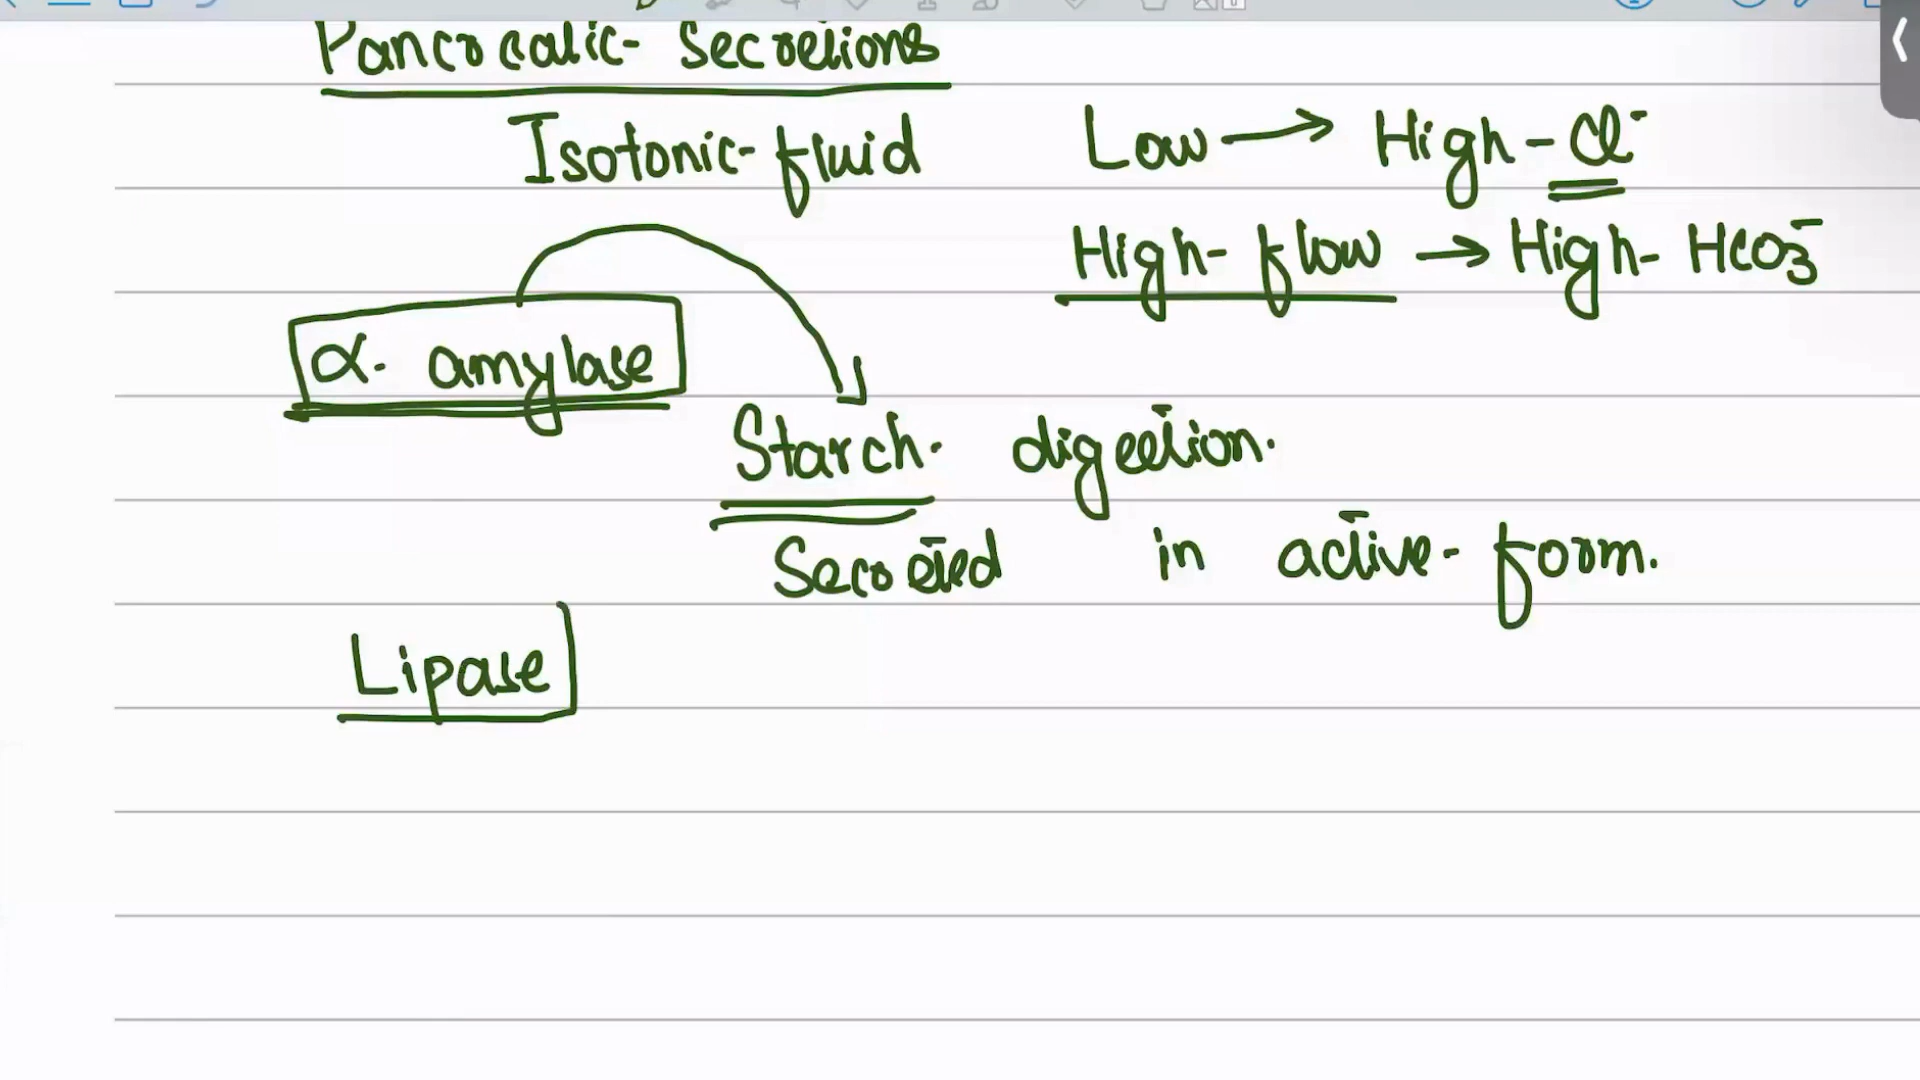 Pancreatic- Secretions
Isotonic- fluid
Low → High - Cl⁻
High- flow → High- HCO₃⁻
α- amylase
Starch. digestion.
Secreted in active- form.
Lipase